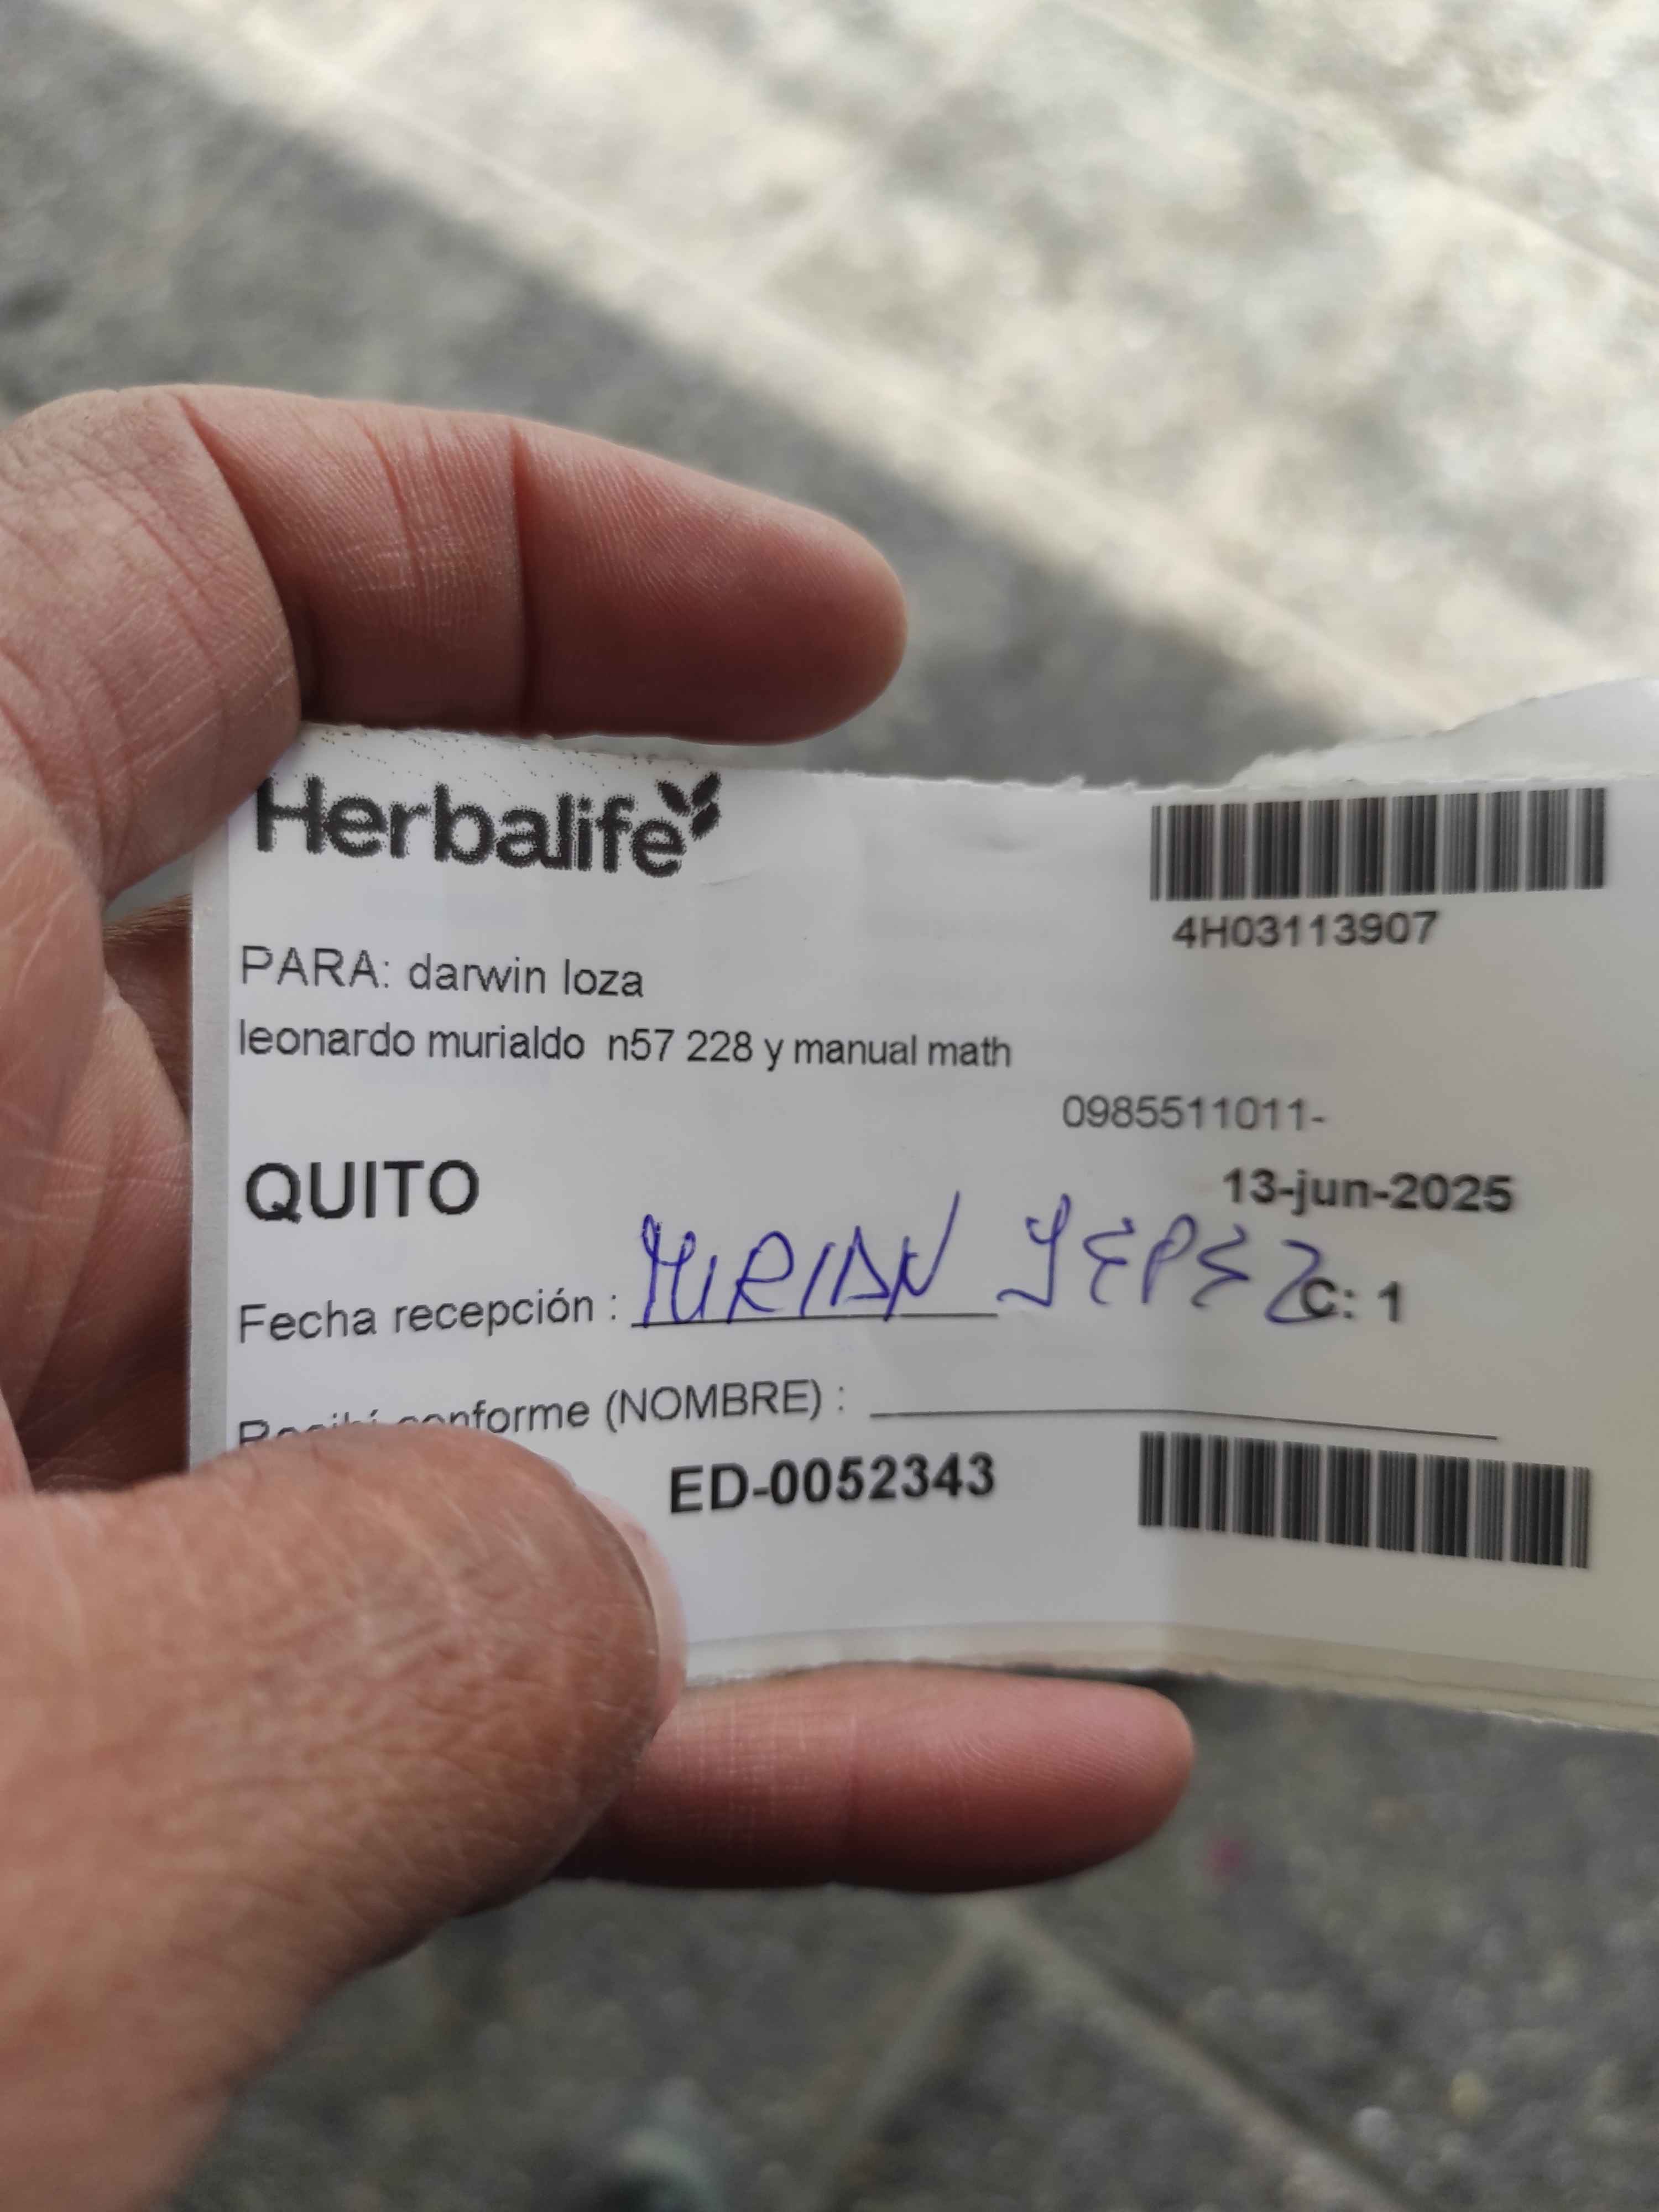 Herbalife
4H03113907
PARA: darwin loza
leonardo murialdo n57 228 y manual math
0985511011-
QUITO
13-jun-2025
Fecha recepción : MIRIAN YEPEZ C: 1
Recibí conforme (NOMBRE) :
ED-0052343